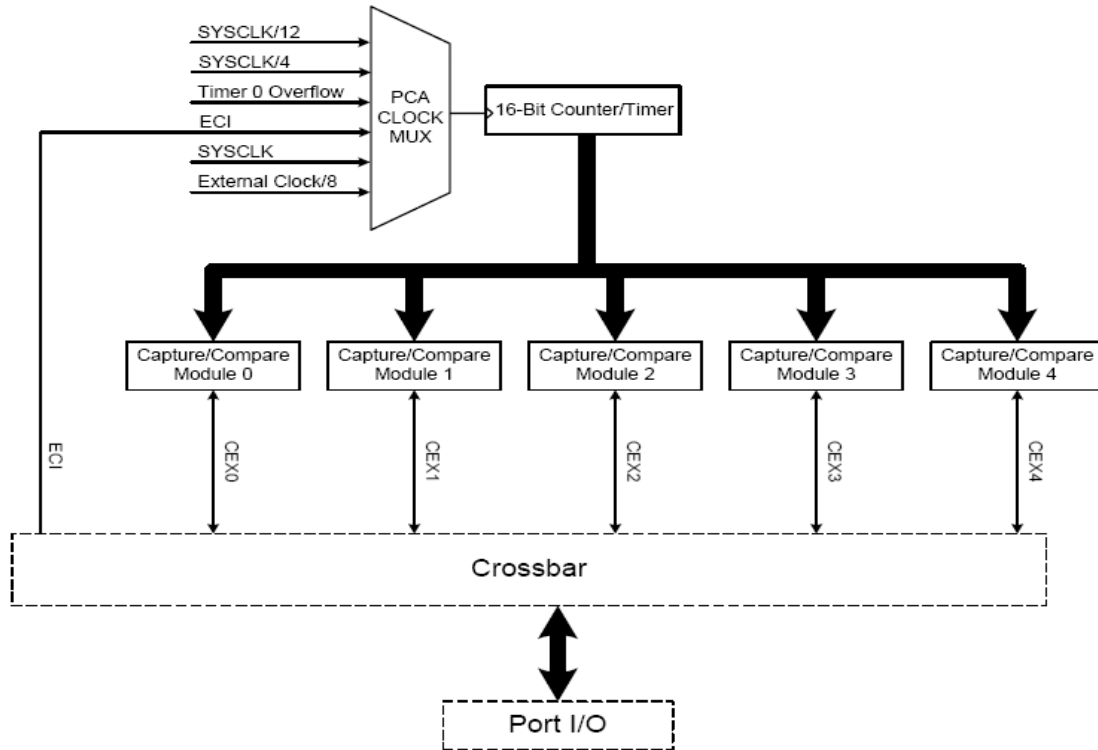 SYSCLK/12
SYSCLK/4
Timer 0 Overflow
ECI
SYSCLK
External Clock/8
PCA
CLOCK
MUX
16-Bit Counter/Timer
Capture/Compare
Module 0
Capture/Compare
Module 1
Capture/Compare
Module 2
Capture/Compare
Module 3
Capture/Compare
Module 4
ECI
CEX0
CEX1
CEX2
CEX3
CEX4
Crossbar
Port I/O